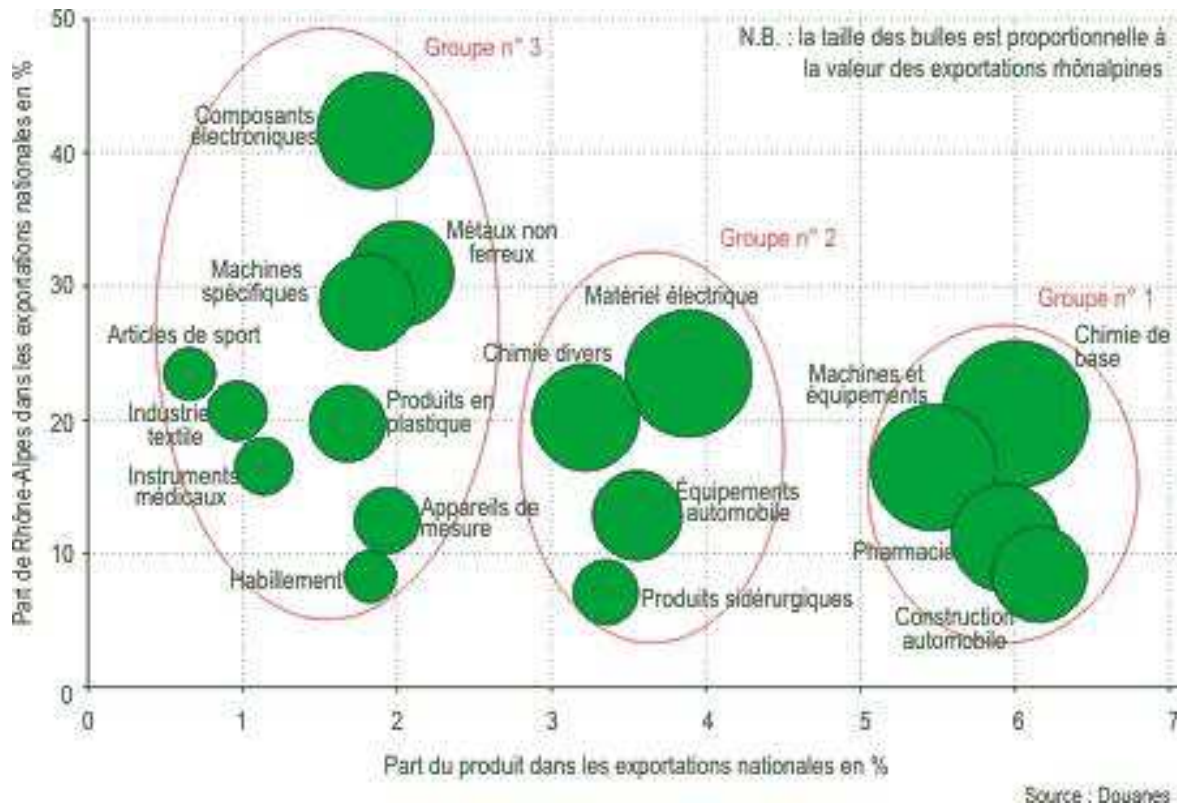 Part de Rhône-Alpes dans les exportations nationales en %
50
40
30
20
10
0
Groupe n° 3
N.B. : la taille des bulles est proportionnelle à
la valeur des exportations rhônalpines
Composants
électroniques
Métaux non
ferreux
Machines
spécifiques
Articles de sport
Industrie
textile
Instruments
médicaux
Produits en
plastique
Appareils de
mesure
Habillement
Groupe n° 2
Matériel électrique
Chimie divers
Équipements
automobile
Produits sidérurgiques
Groupe n° 1
Chimie de
base
Machines et
équipements
Pharmacie
Construction
automobile
0 1 2 3 4 5 6 7
Part du produit dans les exportations nationales en %
Source : Douanes